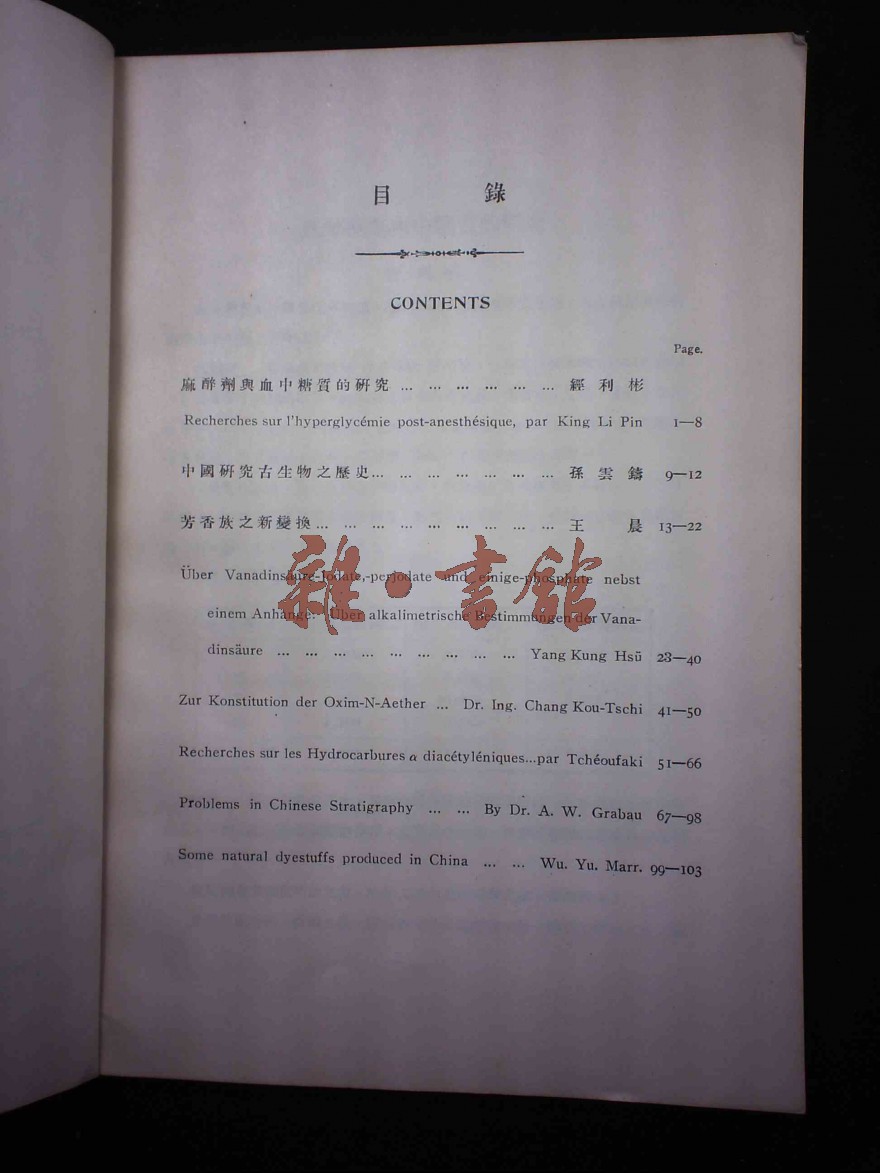 目 錄
CONTENTS
Page.
麻醉劑與血中糖質的研究 ... ... ... ... ... ... 經利彬
Recherches sur l'hyperglycémie post-anesthésique, par King Li Pin 1—8
中國研究古生物之歷史... ... ... ... ... ... ... 孫雲鑄 9—12
芳香族之新變換... ... ... ... ... ... ... ... ... 王晨 13—22
Über Vanadinsäure-Jodate,-perjodate und einige-phosphate nebst
einem Anhange:- Über alkalimetrische Bestimmungen der Vana-
dinsäure ... ... ... ... ... ... ... ... ... Yang Kung Hsü 23—40
Zur Konstitution der Oxim-N-Aether ... Dr. Ing. Chang Kou-Tschi 41—50
Recherches sur les Hydrocarbures α diacétyléniques...par Tchéoufaki 51—66
Problems in Chinese Stratigraphy ... ... By Dr. A. W. Grabau 67—98
Some natural dyestuffs produced in China ... ... Wu. Yu. Marr. 99—103
雜·書館